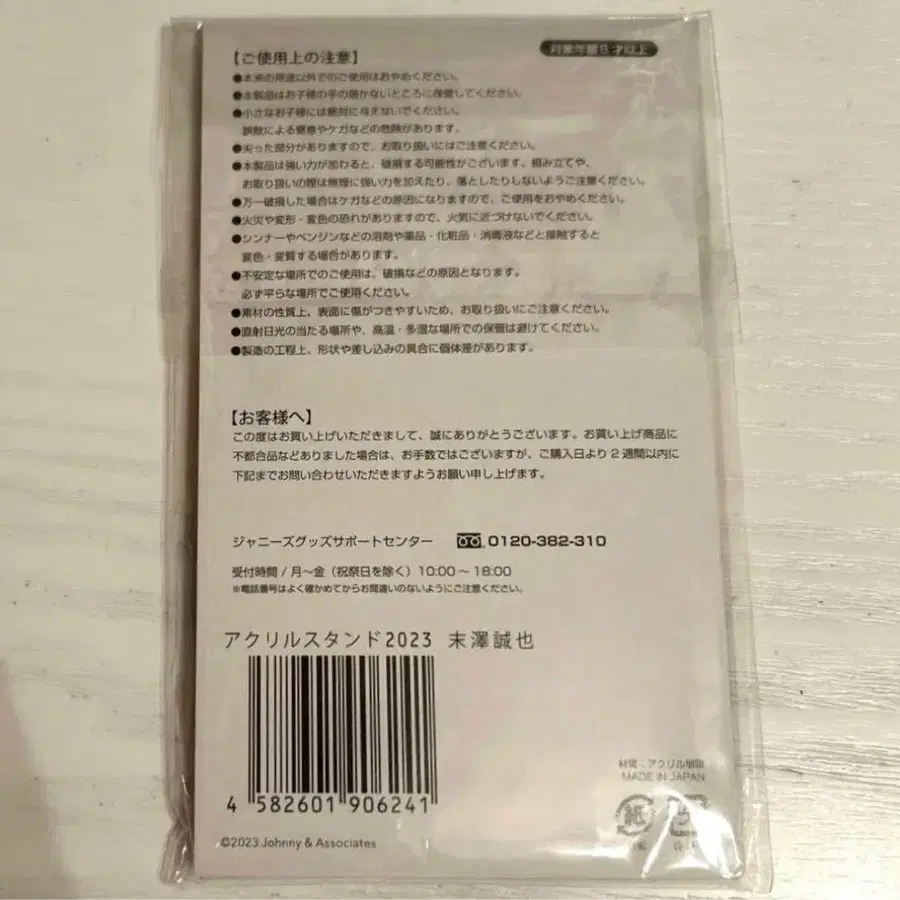 【ご使用上の注意】
対象年齢8才以上
●本来の用途以外でのご使用はおやめください。
●本製品はお子様の手の届かないところに保管してください。
●小さなお子様には絶対に与えないでください。
誤飲による窒息やケガなどの危険があります。
●尖った部分がありますので、お取り扱いにはご注意ください。
●本製品は強い力が加わると、破損する可能性がございます。組み立てや、
お取り扱いの際は無理に強い力を加えたり、落としたりしないようご注意ください。
●万一破損した場合はケガなどの原因になりますので、ご使用をおやめください。
●火災や変形・変色の恐れがありますので、火気に近づけないでください。
●シンナーやベンジンなどの溶剤や薬品・化粧品・消毒液などと接触すると
変色・変質する場合があります。
●不安定な場所でのご使用は、破損などの原因となります。
必ず平らな場所でご使用ください。
●素材の性質上、表面に傷がつきやすいため、お取り扱いにご注意ください。
●直射日光の当たる場所や、高温・多湿な場所での保管は避けてください。
●製造の工程上、形状や差し込みの具合に個体差があります。
【お客様へ】
この度はお買い上げいただきまして、誠にありがとうございます。お買い上げ商品に
不都合品などありました場合は、お手数ではございますが、ご購入日より2週間以内に
下記までお問い合わせいただきますようお願い申し上げます。
ジャニーズグッズサポートセンター 0120-382-310
受付時間/月〜金（祝祭日を除く）10:00〜18:00
※電話番号はよく確かめてからお間違いのないようにご注意ください。
アクリルスタンド2023 末澤誠也
4 582601 906241
材質：アクリル樹脂
MADE IN JAPAN
紙
©2023 Johnny & Associates